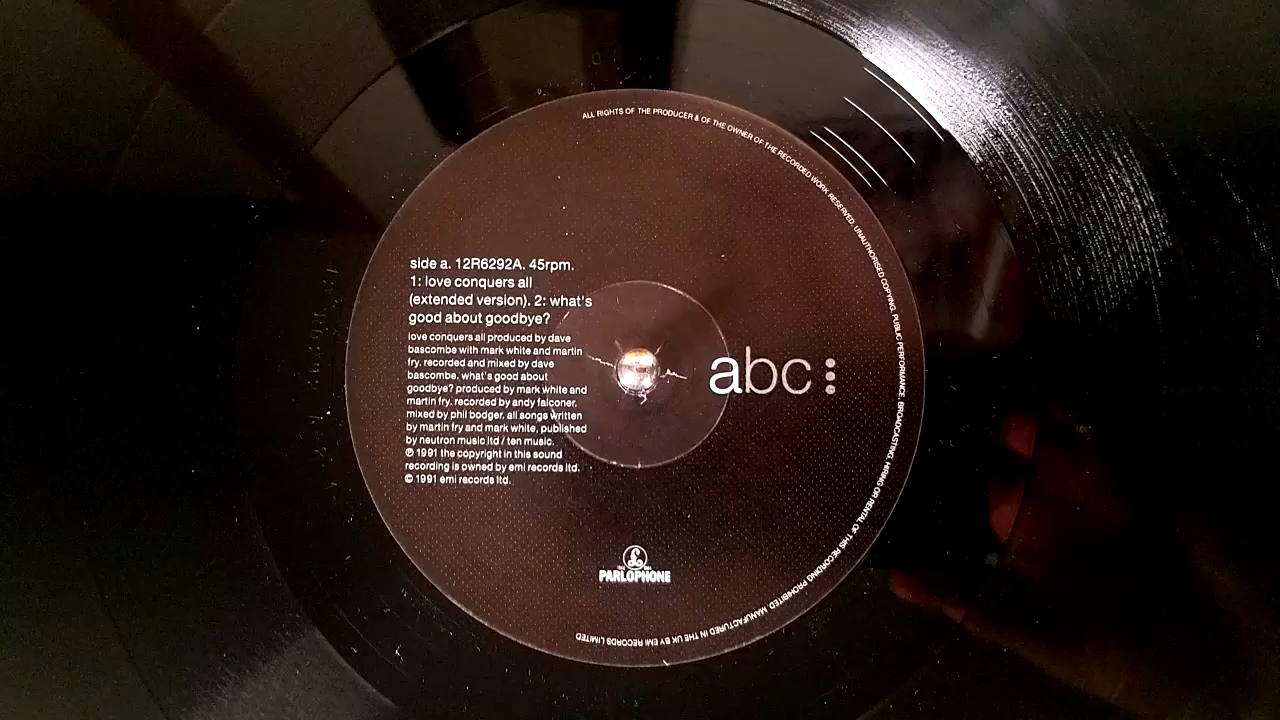 ALL RIGHTS OF THE PRODUCER & OF THE OWNER OF THE RECORDED WORK RESERVED. UNAUTHORISED COPYING, PUBLIC PERFORMANCE, BROADCASTING, HIRING OR RENTAL OF THIS RECORDING PROHIBITED. MANUFACTURED IN THE UK BY EMI RECORDS LIMITED
side a. 12R6292A. 45rpm.
1: love conquers all
(extended version). 2: what's
good about goodbye?
love conquers all produced by dave
bascombe with mark white and martin
fry. recorded and mixed by dave
bascombe. what's good about
goodbye? produced by mark white and
martin fry. recorded by andy falconer.
mixed by phil bodger. all songs written
by martin fry and mark white, published
by neutron music ltd / ten music.
℗ 1991 the copyright in this sound
recording is owned by emi records ltd.
© 1991 emi records ltd.
abc
PARLOPHONE